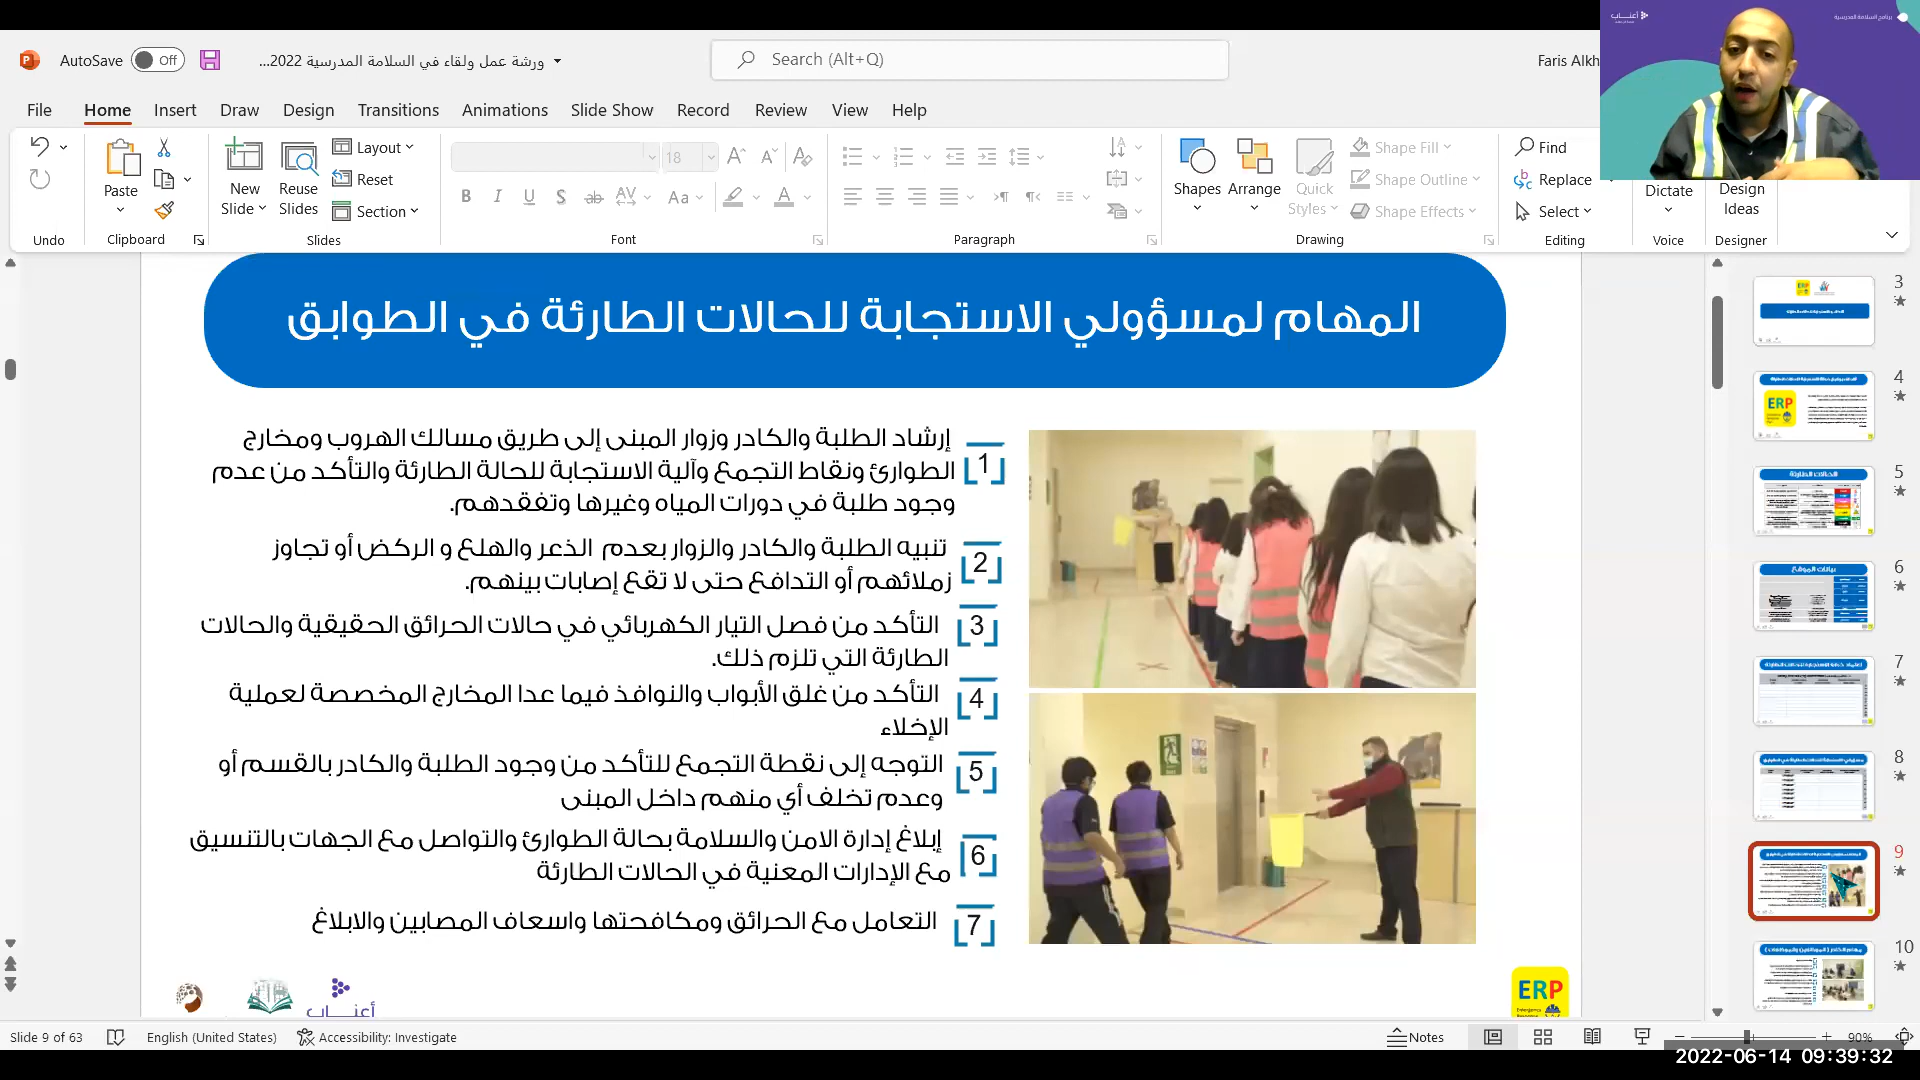 AutoSave
Off
ورشة عمل ولقاء في السلامة المدرسية 2022...
Search (Alt+Q)
Faris Alkh
أعناب
برنامج السلامة المدرسية
File Home Insert Draw Design Transitions Animations Slide Show Record Review View Help
Paste
New Slide
Reuse Slides
Layout
Reset
Section
18
Shapes
Arrange
Quick Styles
Shape Fill
Shape Outline
Shape Effects
Find
Replace
Select
Dictate
Design Ideas
Undo Clipboard Slides Font Paragraph Drawing Editing Voice Designer
المهام لمسؤولي الاستجابة للحالات الطارئة في الطوابق
1 إرشاد الطلبة والكادر وزوار المبنى إلى طريق مسالك الهروب ومخارج
الطوارئ ونقاط التجمع وآلية الاستجابة للحالة الطارئة والتأكد من عدم
وجود طلبة في دورات المياه وغيرها وتفقدهم.
2 تنبيه الطلبة والكادر والزوار بعدم الذعر والهلع و الركض أو تجاوز
زملائهم أو التدافع حتى لا تقع إصابات بينهم.
3 التأكد من فصل التيار الكهربائي في حالات الحرائق الحقيقية والحالات
الطارئة التي تلزم ذلك.
4 التأكد من غلق الأبواب والنوافذ فيما عدا المخارج المخصصة لعملية
الإخلاء
5 التوجه إلى نقطة التجمع للتأكد من وجود الطلبة والكادر بالقسم أو
وعدم تخلف أي منهم داخل المبنى
6 إبلاغ إدارة الامن والسلامة بحالة الطوارئ والتواصل مع الجهات بالتنسيق
مع الإدارات المعنية في الحالات الطارئة
7 التعامل مع الحرائق ومكافحتها واسعاف المصابين والابلاغ
أعناب
ERP
3
4
ERP
5
الحالات الطارئة
6
بيانات الموقع
7
8
9
10
Slide 9 of 63
English (United States)
Accessibility: Investigate
Notes
90%
2022-06-14 09:39:32